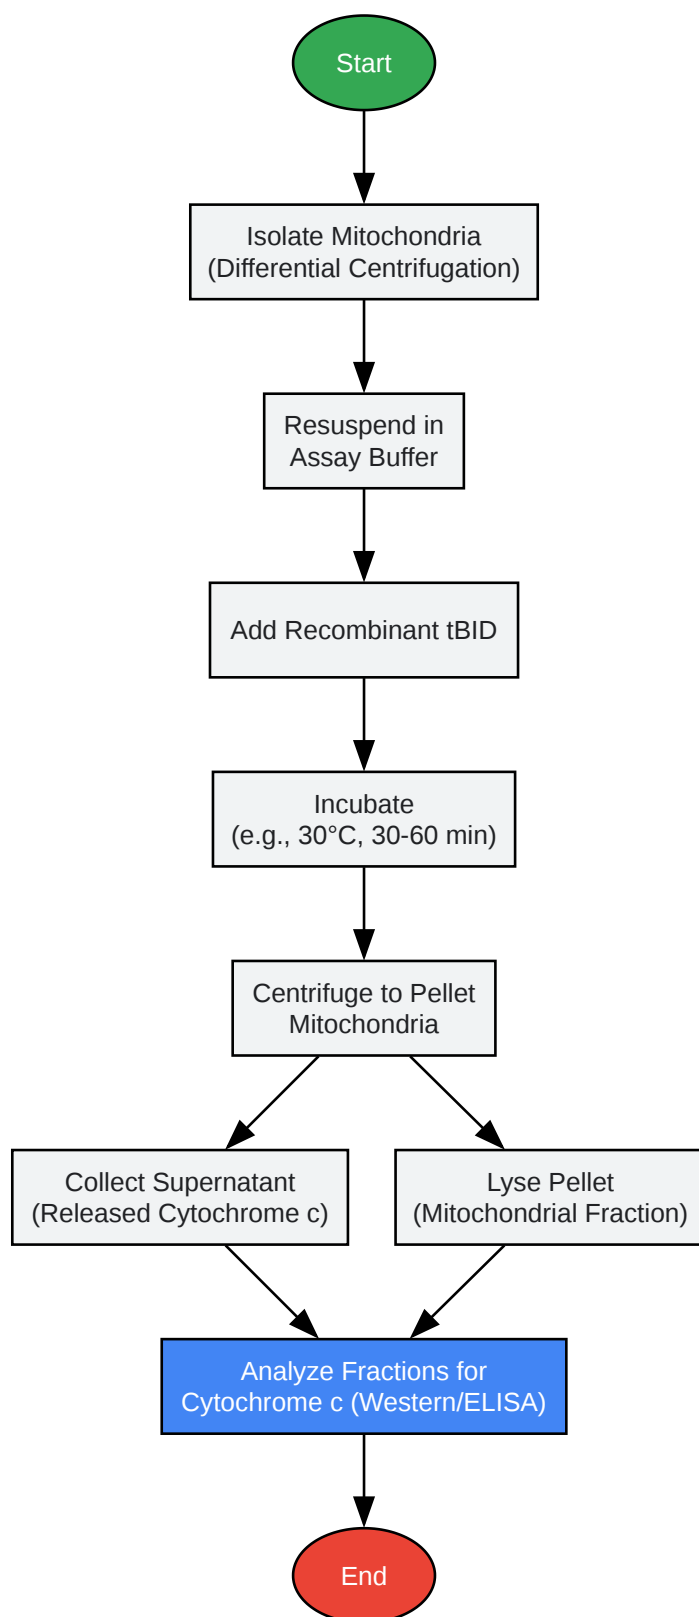 Start
Isolate Mitochondria
(Differential Centrifugation)
Resuspend in
Assay Buffer
Add Recombinant tBID
Incubate
(e.g., 30°C, 30-60 min)
Centrifuge to Pellet
Mitochondria
Collect Supernatant
(Released Cytochrome c)
Lyse Pellet
(Mitochondrial Fraction)
Analyze Fractions for
Cytochrome c (Western/ELISA)
End